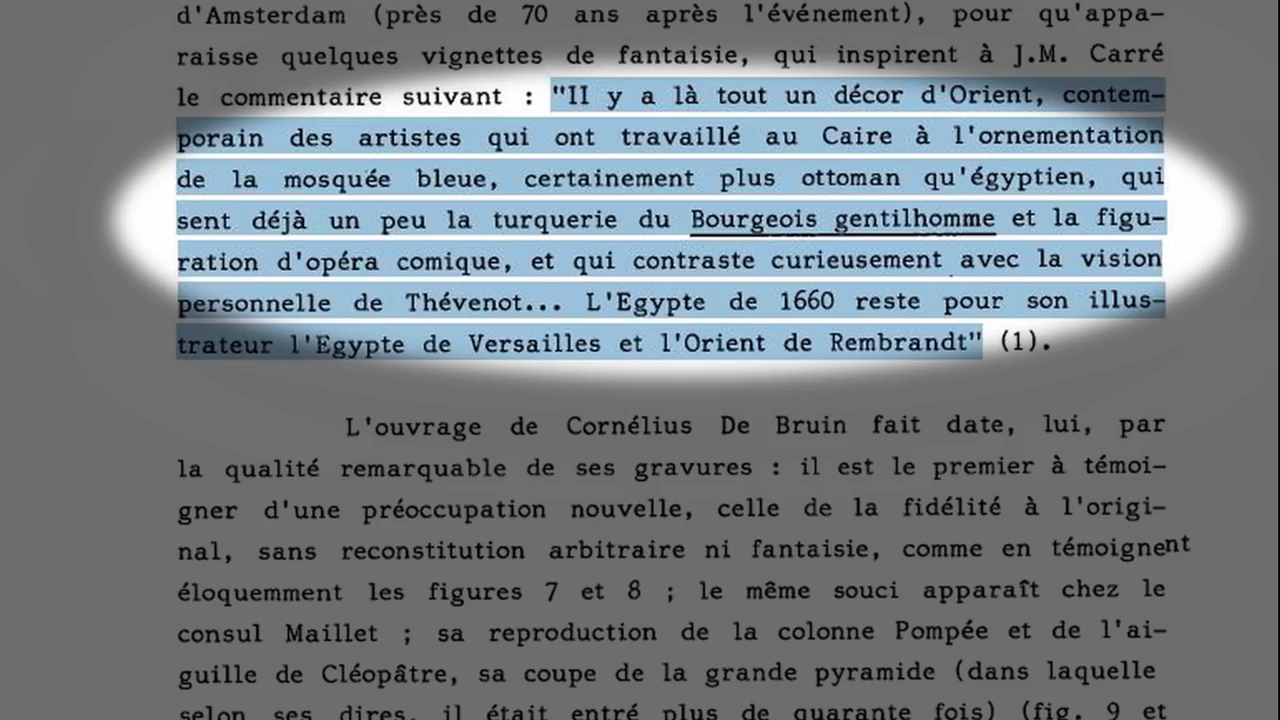 d'Amsterdam (près de 70 ans après l'événement), pour qu'appa-
raisse quelques vignettes de fantaisie, qui inspirent à J.M. Carré
le commentaire suivant : "Il y a là tout un décor d'Orient, contem-
porain des artistes qui ont travaillé au Caire à l'ornementation
de la mosquée bleue, certainement plus ottoman qu'égyptien, qui
sent déjà un peu la turquerie du Bourgeois gentilhomme et la figu-
ration d'opéra comique, et qui contraste curieusement avec la vision
personnelle de Thévenot... L'Egypte de 1660 reste pour son illus-
trateur l'Egypte de Versailles et l'Orient de Rembrandt" (1).
L'ouvrage de Cornélius De Bruin fait date, lui, par
la qualité remarquable de ses gravures : il est le premier à témoi-
gner d'une préoccupation nouvelle, celle de la fidélité à l'origi-
nal, sans reconstitution arbitraire ni fantaisie, comme en témoignent
éloquemment les figures 7 et 8 ; le même souci apparaît chez le
consul Maillet ; sa reproduction de la colonne Pompée et de l'ai-
guille de Cléopâtre, sa coupe de la grande pyramide (dans laquelle
selon ses dires, il était entré plus de quarante fois) (fig. 9 et